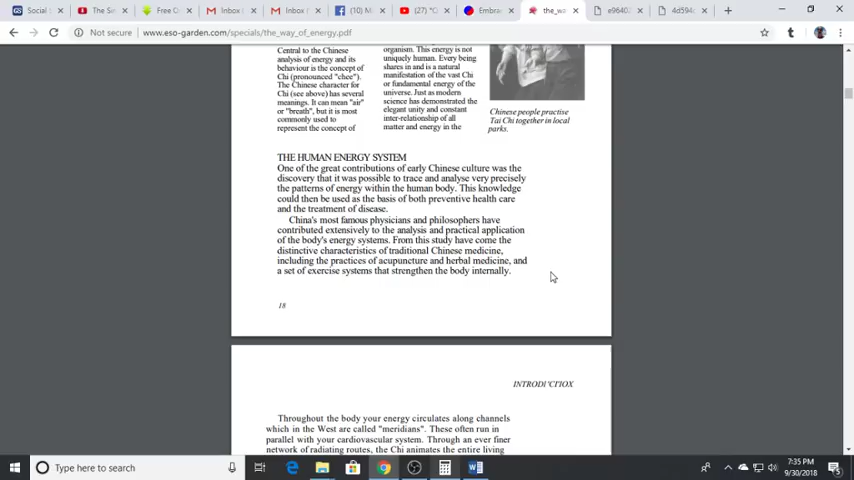 Social
The Se
Free C
Inbox
Inbox
(10) M
(27) "C
Embrac
the_wa
e9640.
4d594
Not secure
www.eso-garden.com/specials/the_way_of_energy.pdf
Central to the Chinese
analysis of energy and its
behaviour is the concept of
Chi (pronounced "chee").
The Chinese character for
Chi (see above) has several
meanings. It can mean "air"
or "breath", but it is most
commonly used to
represent the concept of
organism. This energy is not
uniquely human. Every being
shares in and is a natural
manifestation of the vast Chi
or fundamental energy of the
universe. Just as modern
science has demonstrated the
elegant unity and constant
inter-relationship of all
matter and energy in the
Chinese people practise
Tai Chi together in local
parks.
THE HUMAN ENERGY SYSTEM
One of the great contributions of early Chinese culture was the
discovery that it was possible to trace and analyse very precisely
the patterns of energy within the human body. This knowledge
could then be used as the basis of both preventive health care
and the treatment of disease.
China's most famous physicians and philosophers have
contributed extensively to the analysis and practical application
of the body's energy systems. From this study have come the
distinctive characteristics of traditional Chinese medicine,
including the practices of acupuncture and herbal medicine, and
a set of exercise systems that strengthen the body internally.
18
INTRODI'CI'IOX
Throughout the body your energy circulates along channels
which in the West are called "meridians". These often run in
parallel with your cardiovascular system. Through an ever finer
network of radiating routes, the Chi animates the entire living
Type here to search
7:35 PM
9/30/2018